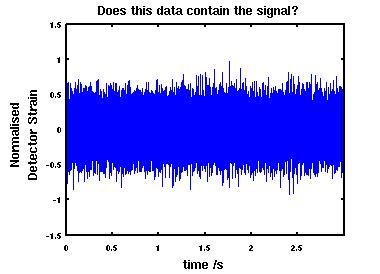 Does this data contain the signal?
1.5
1
0.5
0
-0.5
-1
-1.5
Normalised
Detector Strain
0 0.5 1 1.5 2 2.5
time /s